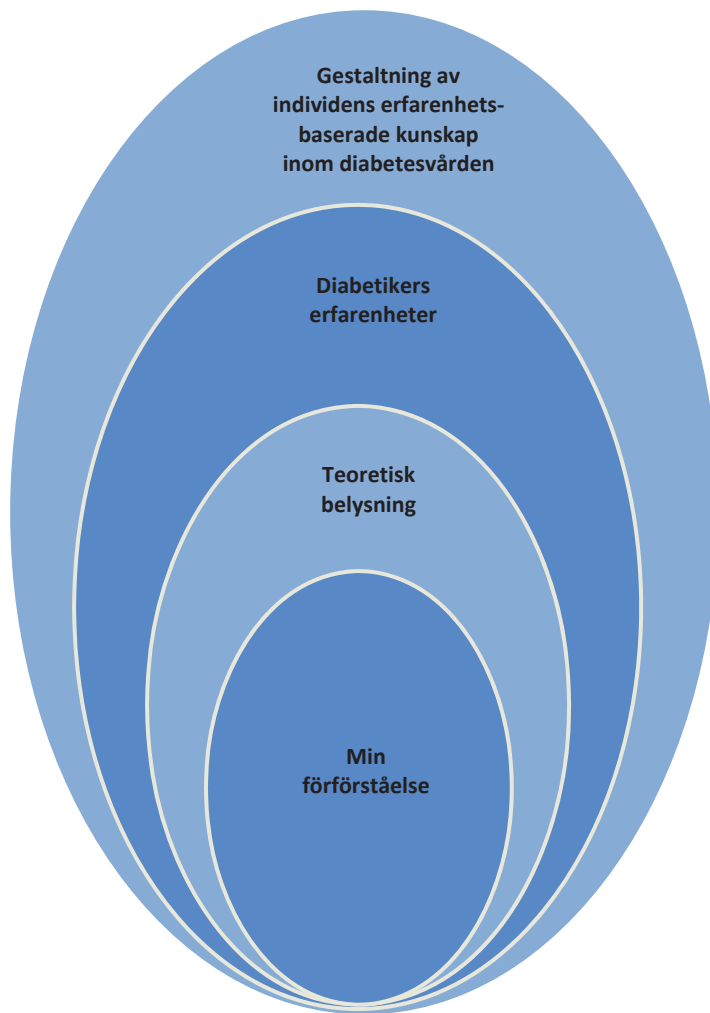 Gestaltning av
individens erfarenhets-
baserade kunskap
inom diabetesvården
Diabetikers
erfarenheter
Teoretisk
belysning
Min
förförståelse